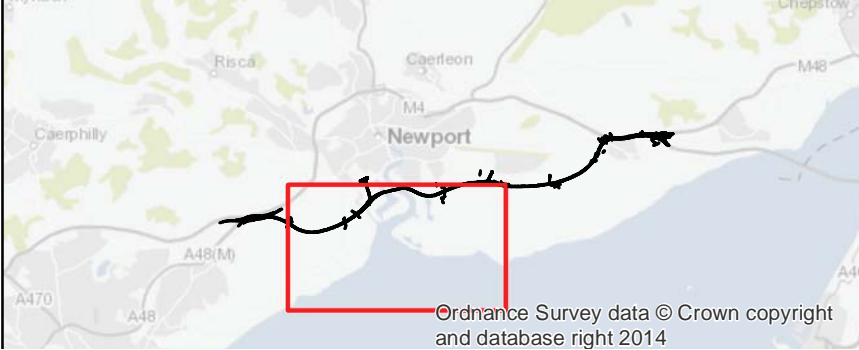 Chepstow
Risca
Caerleon
M48
M4
Caerphilly
Newport
A48(M)
A470
A48
Ordnance Survey data © Crown copyright
and database right 2014